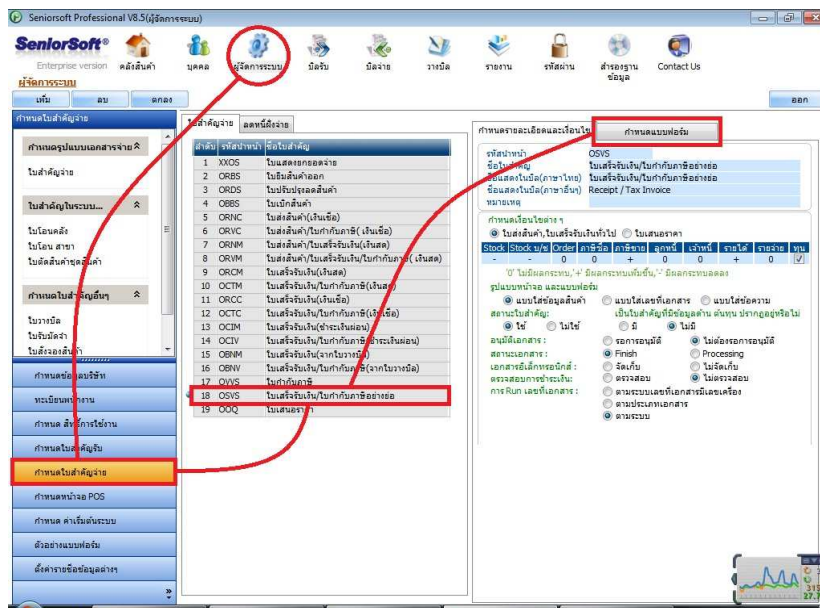 Seniorsoft Professional V8.5(ผู้จัดการระบบ)
SeniorSoft®
Enterprise version
คลังสินค้า
บุคคล
ผู้จัดการระบบ
บิลรับ
บิลจ่าย
วางบิล
รายงาน
รหัสผ่าน
สำรองฐาน
ข้อมูล
Contact Us
ผู้จัดการระบบ
เพิ่ม ลบ ตกลง
ออก
กำหนดใบสำคัญจ่าย
กำหนดรูปแบบเอกสารจ่าย
ใบสำคัญจ่าย
ใบสำคัญในระบบ...
ใบโอนคลัง
ใบโอน สาขา
ใบตัดสินค้าชุดสินค้า
กำหนดใบสำคัญอื่นๆ
ใบวางบิล
ใบรับมัดจำ
ใบสั่งจองสินค้า
กำหนดข้อมูลบริษัท
ทะเบียนพนักงาน
กำหนด สิทธิ์การใช้งาน
กำหนดใบสำคัญรับ
กำหนดใบสำคัญจ่าย
กำหนดหน้าจอ POS
กำหนด ค่าเริ่มต้นระบบ
ตัวอย่างแบบฟอร์ม
ตั้งค่ารายชื่อข้อมูลต่างๆ
ใบสำคัญจ่าย
ลำดับ รหัสนำหน้า ชื่อใบสำคัญ
1 XXOS ใบแสดงยกยอดจ่าย
2 ORBS ใบยืมสินค้าออก
3 ORDS ใบปรับปรุงลดสินค้า
4 OBBS ใบเบิกสินค้า
5 ORNC ใบส่งสินค้า(เงินเชื่อ)
6 ORVC ใบส่งสินค้า/ใบกำกับภาษี( เงินเชื่อ)
7 ORNM ใบส่งสินค้า/ใบเสร็จรับเงิน(เงินสด)
8 ORVM ใบส่งสินค้า/ใบเสร็จรับเงิน/ใบกำกับภาษี( เงินสด)
9 ORCM ใบเสร็จรับเงิน(เงินสด)
10 OCTM ใบเสร็จรับเงิน/ใบกำกับภาษี(เงินสด)
11 ORCC ใบเสร็จรับเงิน(เงินเชื่อ)
12 OCTC ใบเสร็จรับเงิน/ใบกำกับภาษี(เงินเชื่อ)
13 OCIM ใบเสร็จรับเงิน(ชำระเงินผ่อน)
14 OCIV ใบเสร็จรับเงิน/ใบกำกับภาษี(ชำระเงินผ่อน)
15 OBNM ใบเสร็จรับเงิน(จากใบวางบิล)
16 OBNV ใบเสร็จรับเงิน/ใบกำกับภาษี(จากใบวางบิล)
17 OVVS ใบกำกับภาษี
18 OSVS ใบเสร็จรับเงิน/ใบกำกับภาษีอย่างย่อ
19 OOQ ใบเสนอราคา
กำหนดรายละเอียดและเงื่อนไข
กำหนดแบบฟอร์ม
รหัสนำหน้า OSVS
ชื่อใบสำคัญ ใบเสร็จรับเงิน/ใบกำกับภาษีอย่างย่อ
ชื่อแสดงในบิล(ภาษาไทย) ใบเสร็จรับเงิน/ใบกำกับภาษีอย่างย่อ
ชื่อแสดงในบิล(ภาษาอื่นๆ) Receipt / Tax Invoice
หมายเหตุ
กำหนดเงื่อนไขต่าง ๆ
ใบส่งสินค้า,ใบเสร็จรับเงินทั่วไป ใบเสนอราคา
Stock Stock บ/ช Order ภาษีซื้อ ภาษีขาย ลูกหนี้ เจ้าหนี้ รายได้ รายจ่าย ทุน
- - 0 0 + 0 0 + 0
'0' ไม่มีผลกระทบ,'+' มีผลกระทบเพิ่มขึ้น,'-' มีผลกระทบลดลง
รูปแบบหน้าจอ และแบบฟอร์ม
แบบใส่ข้อมูลสินค้า แบบใส่เลขที่เอกสาร แบบใส่ข้อความ
สถานะใบสำคัญ: เป็นใบสำคัญที่มีข้อมูลด้าน ต้นทุน ปรากฏอยู่หรือไม่
ใช้ ไม่ใช้ มี ไม่มี
อนุมัติเอกสาร : รอการอนุมัติ ไม่ต้องรอการอนุมัติ
สถานะเอกสาร : Finish Processing
เอกสารอิเล็กทรอนิกส์ : จัดเก็บ ไม่จัดเก็บ
ตรวจสอบการชำระเงิน: ตรวจสอบ ไม่ตรวจสอบ
การ Run เลขที่เอกสาร : ตามระบบเลขที่เอกสารมีเลขเครื่อง
ตามประเภทเอกสาร
ตามระบบ